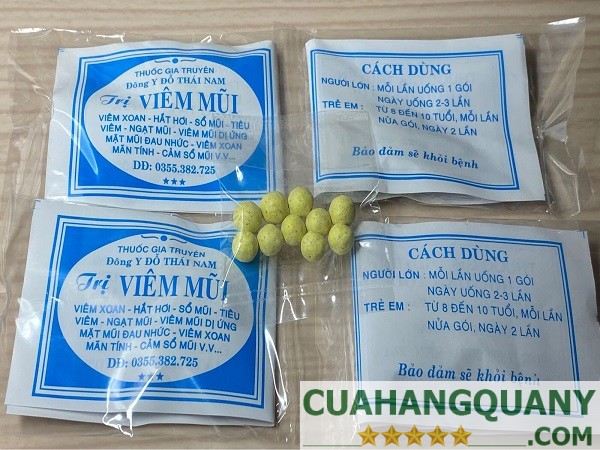 THUỐC GIA TRUYỀN
Đông Y ĐỖ THÁI NAM
Trị VIÊM MŨI
VIÊM XOAN - HẮT HƠI - SỔ MŨI - TIÊU
VIÊM - NGẠT MŨI - VIÊM MŨI DỊ ỨNG
MẶT MŨI ĐAU NHỨC - VIÊM XOAN
MÃN TÍNH - CẢM SỔ MŨI V.V...
DĐ: 0355.382.725
CÁCH DÙNG
NGƯỜI LỚN : MỖI LẦN UỐNG 1 GÓI
NGÀY UỐNG 2-3 LẦN
TRẺ EM : TỪ 8 ĐẾN 10 TUỔI, MỖI LẦN
NỬA GÓI, NGÀY 2 LẦN
Bảo đảm sẽ khỏi bệnh
THUỐC GIA TRUYỀN
Đông Y ĐỖ THÁI NAM
Trị VIÊM MŨI
VIÊM XOAN - HẮT HƠI - SỔ MŨI - TIÊU
VIÊM - NGẠT MŨI - VIÊM MŨI DỊ ỨNG
MẶT MŨI ĐAU NHỨC - VIÊM XOAN
MÃN TÍNH - CẢM SỔ MŨI V.V...
DĐ: 0355.382.725
CÁCH DÙNG
NGƯỜI LỚN : MỖI LẦN UỐNG 1 GÓI
NGÀY UỐNG 2-3 LẦN
TRẺ EM : TỪ 8 ĐẾN 10 TUỔI, MỖI LẦN
NỬA GÓI, NGÀY 2 LẦN
Bảo đảm sẽ khỏi bệnh
CUAHANGQUANY
.COM